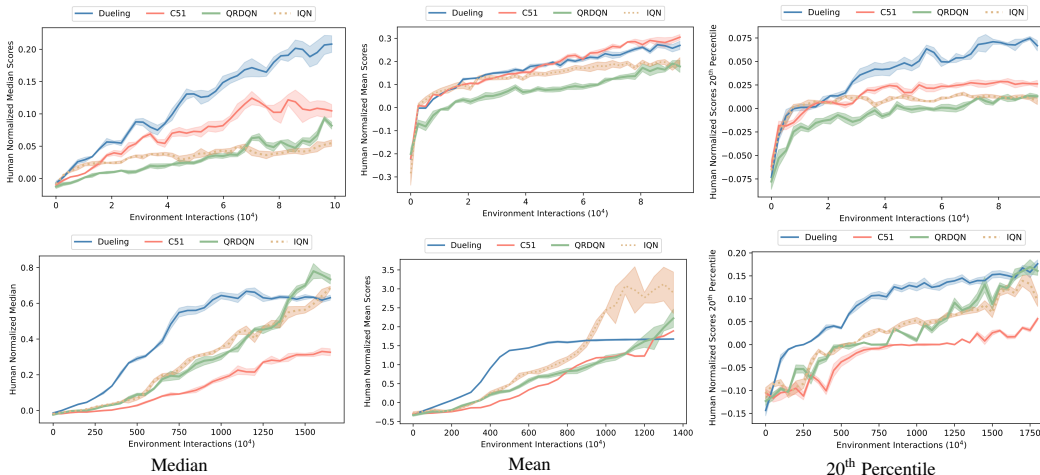 Dueling C51 QRDQN IQN
Human Normalized Median Scores
0.20
0.15
0.10
0.05
0.00
0 2 4 6 8 10
Environment Interactions (10⁴)
Dueling C51 QRDQN IQN
Human Normalized Mean Scores
0.3
0.2
0.1
0.0
−0.1
−0.2
−0.3
0 2 4 6 8
Environment Interactions (10⁴)
Dueling C51 QRDQN IQN
Human Normalized Scores 20th Percentile
0.075
0.050
0.025
0.000
−0.025
−0.050
−0.075
0 2 4 6 8
Environment Interactions (10⁴)
Dueling C51 QRDQN IQN
Human Normalized Median
0.8
0.6
0.4
0.2
0.0
0 250 500 750 1000 1250 1500
Environment Interactions (10⁴)
Median
Dueling C51 QRDQN IQN
Human Normalized Mean Scores
3.5
3.0
2.5
2.0
1.5
1.0
0.5
0.0
−0.5
0 200 400 600 800 1000 1200 1400
Environment Interactions (10⁴)
Mean
Dueling C51 QRDQN IQN
Human Normalized Scores 20th Percentile
0.20
0.15
0.10
0.05
0.00
−0.05
−0.10
−0.15
0 250 500 750 1000 1250 1500 1750
Environment Interactions (10⁴)
20th Percentile